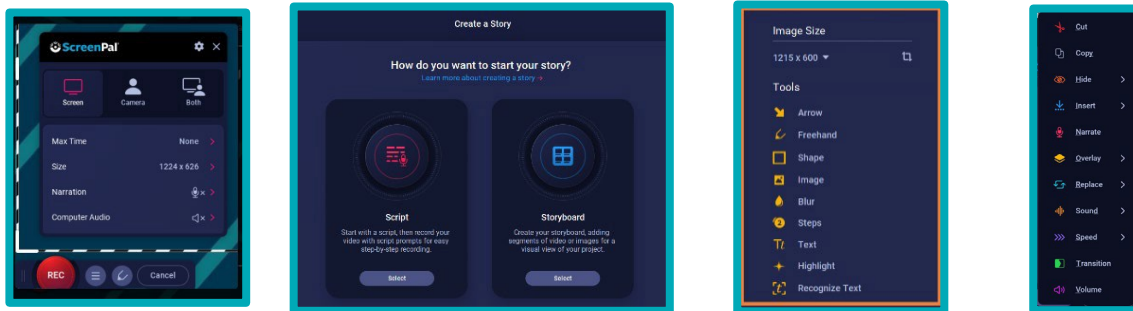 ScreenPal
Screen Camera Both
Max Time None
Size 1224 x 626
Narration
Computer Audio
REC Cancel
Create a Story
How do you want to start your story?
Learn more about creating a story →
Script
Start with a script, then record your
video with script prompts for easy
step-by-step recording.
Select
Storyboard
Create your storyboard, adding
segments of video or images for a
visual view of your project.
Select
Image Size
1215 x 600
Tools
Arrow
Freehand
Shape
Image
Blur
2 Steps
Tt Text
Highlight
[t] Recognize Text
Cut
Copy
Hide
Insert
Narrate
Overlay
Replace
Sound
Speed
Transition
Volume